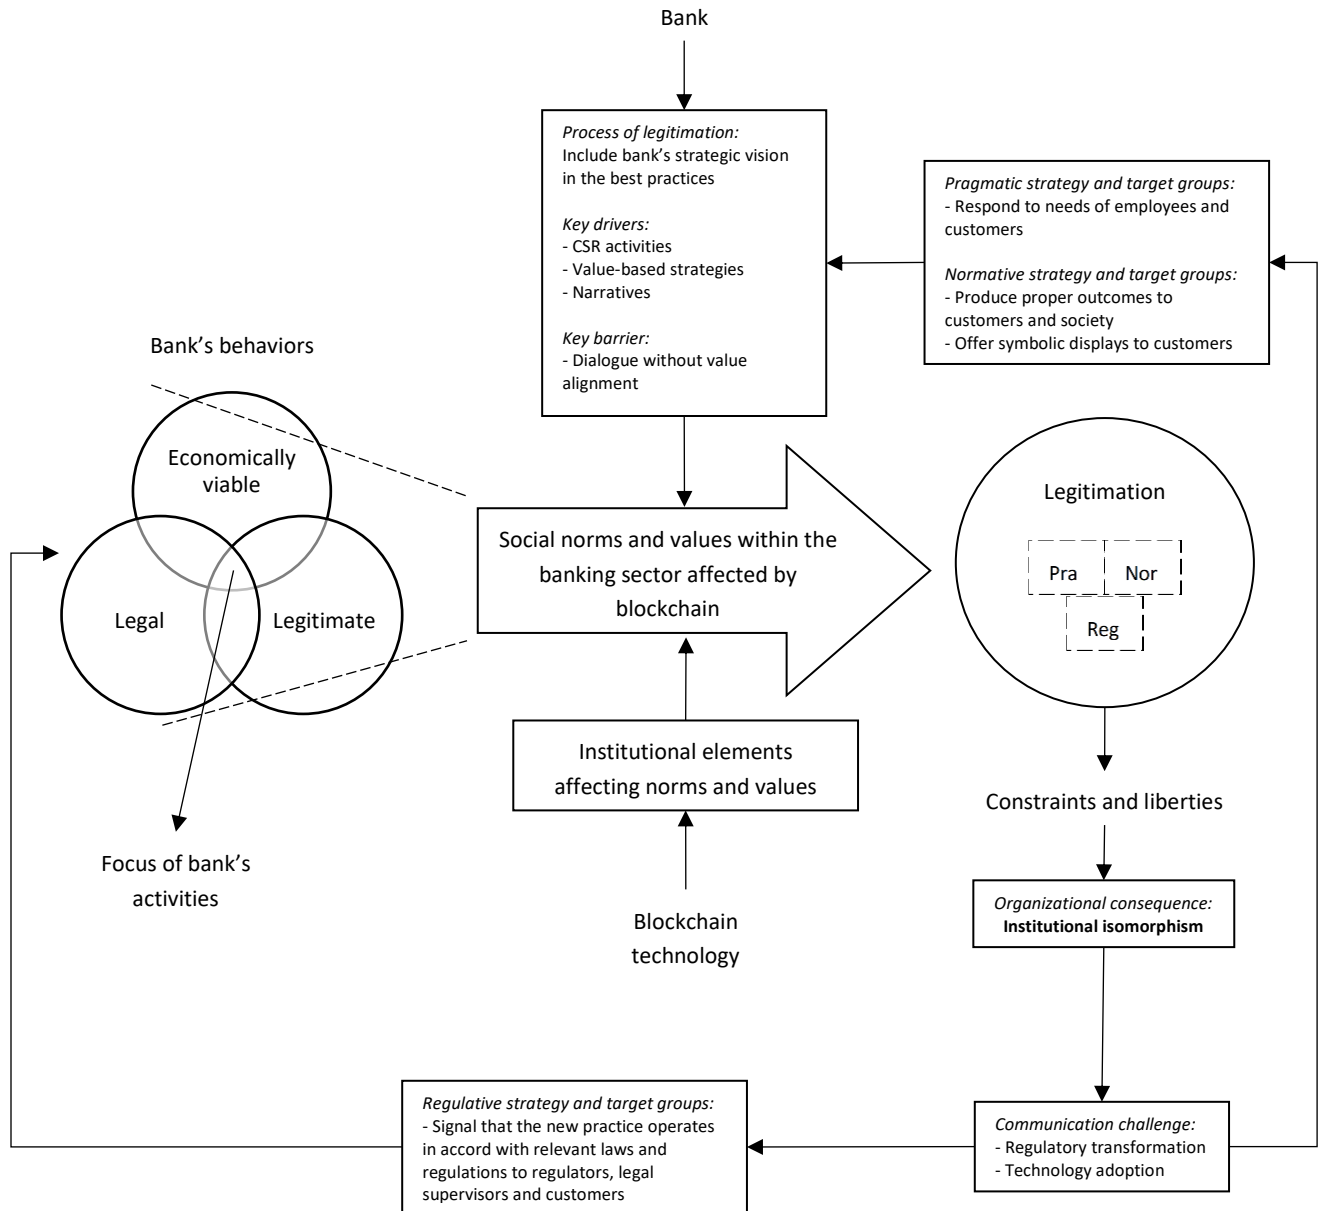 Bank
Process of legitimation:
Include bank’s strategic vision
in the best practices
Key drivers:
- CSR activities
- Value-based strategies
- Narratives
Key barrier:
- Dialogue without value
alignment
Pragmatic strategy and target groups:
- Respond to needs of employees and
customers
Normative strategy and target groups:
- Produce proper outcomes to
customers and society
- Offer symbolic displays to customers
Bank’s behaviors
Economically
viable
Legal
Legitimate
Focus of bank’s
activities
Social norms and values within the
banking sector affected by
blockchain
Institutional elements
affecting norms and values
Blockchain
technology
Legitimation
Pra
Nor
Reg
Constraints and liberties
Organizational consequence:
Institutional isomorphism
Communication challenge:
- Regulatory transformation
- Technology adoption
Regulative strategy and target groups:
- Signal that the new practice operates
in accord with relevant laws and
regulations to regulators, legal
supervisors and customers